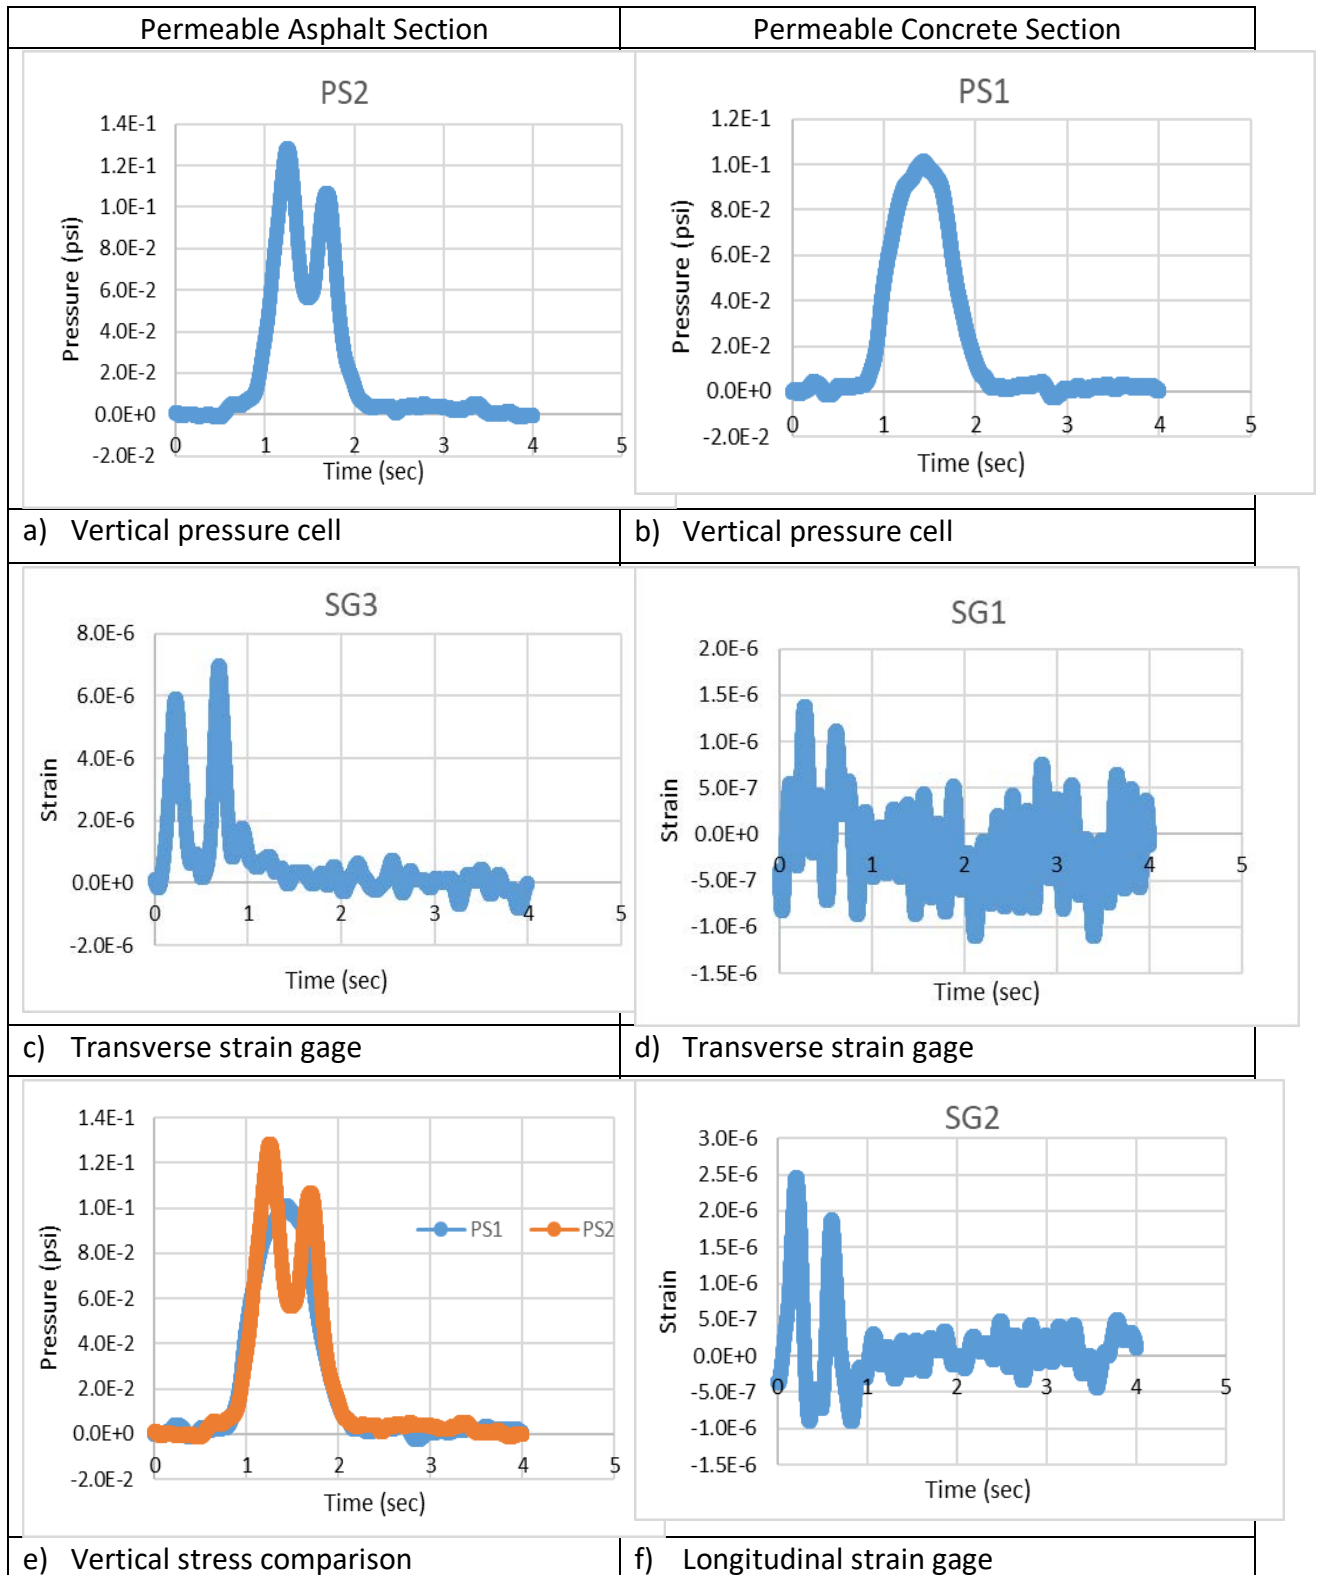 Permeable Asphalt Section
Permeable Concrete Section
PS2
1.4E-1
1.2E-1
1.0E-1
8.0E-2
6.0E-2
4.0E-2
2.0E-2
0.0E+0
-2.0E-2
Pressure (psi)
0 1 2 3 4 5
Time (sec)
PS1
1.2E-1
1.0E-1
8.0E-2
6.0E-2
4.0E-2
2.0E-2
0.0E+0
-2.0E-2
Pressure (psi)
0 1 2 3 4 5
Time (sec)
a) Vertical pressure cell
b) Vertical pressure cell
SG3
8.0E-6
6.0E-6
4.0E-6
2.0E-6
0.0E+0
-2.0E-6
Strain
0 1 2 3 4 5
Time (sec)
SG1
2.0E-6
1.5E-6
1.0E-6
5.0E-7
0.0E+0
-5.0E-7
-1.0E-6
-1.5E-6
Strain
0 1 2 3 4 5
Time (sec)
c) Transverse strain gage
d) Transverse strain gage
1.4E-1
1.2E-1
1.0E-1
8.0E-2
6.0E-2
4.0E-2
2.0E-2
0.0E+0
-2.0E-2
Pressure (psi)
PS1 PS2
0 1 2 3 4 5
Time (sec)
SG2
3.0E-6
2.5E-6
2.0E-6
1.5E-6
1.0E-6
5.0E-7
0.0E+0
-5.0E-7
-1.0E-6
-1.5E-6
Strain
0 1 2 3 4 5
Time (sec)
e) Vertical stress comparison
f) Longitudinal strain gage